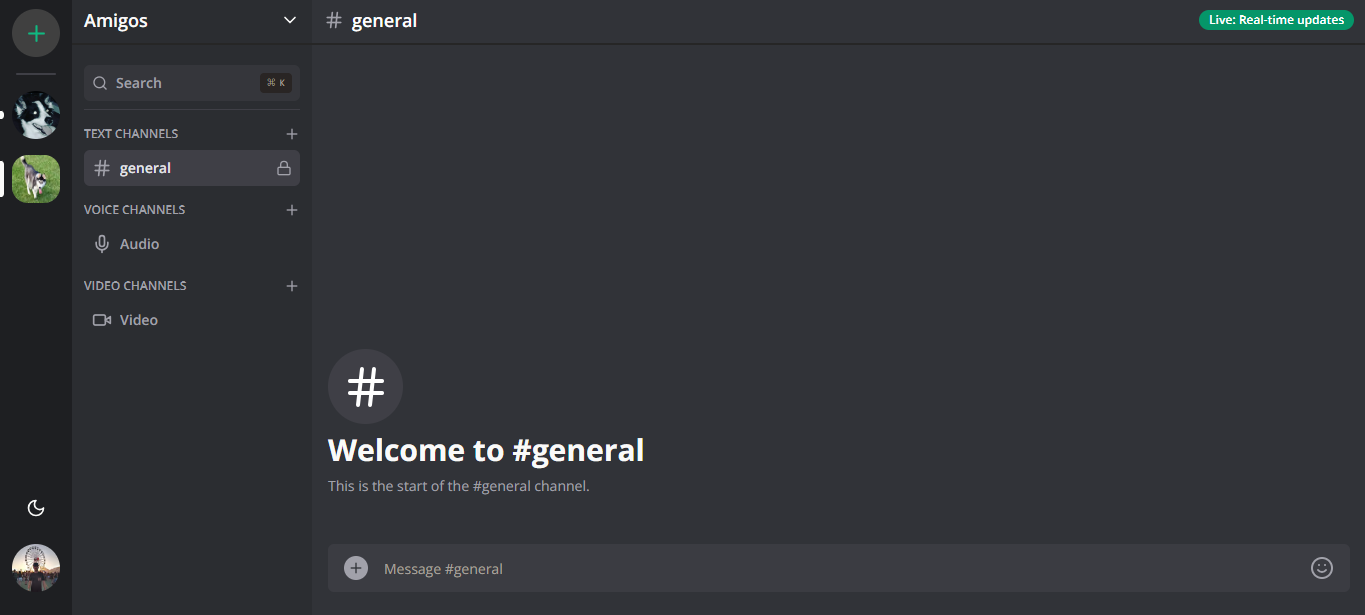 Amigos
# general
Live: Real-time updates
Search
⌘ K
TEXT CHANNELS
# general
VOICE CHANNELS
Audio
VIDEO CHANNELS
Video
#
Welcome to #general
This is the start of the #general channel.
Message #general